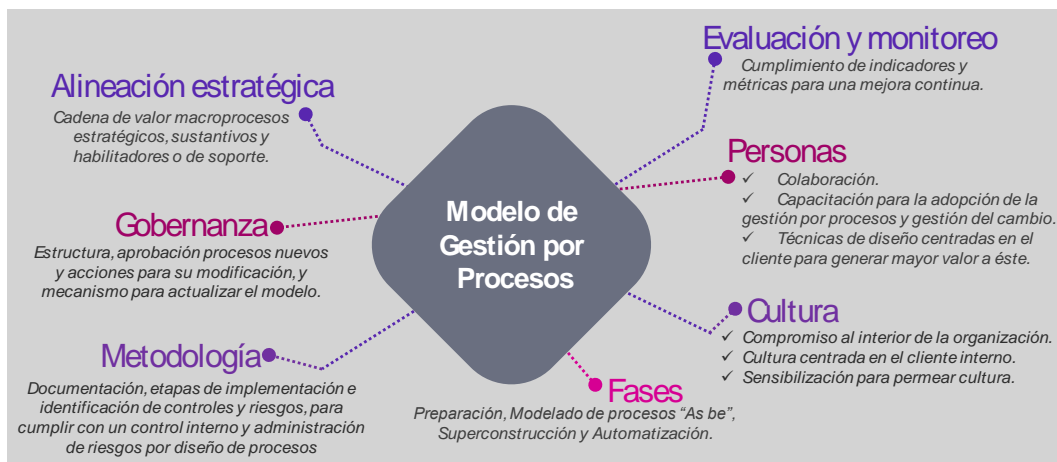 Alineación estratégica
Cadena de valor macroprocesos
estratégicos, sustantivos y
habilitadores o de soporte.
Gobernanza
Estructura, aprobación procesos nuevos
y acciones para su modificación, y
mecanismo para actualizar el modelo.
Metodología
Documentación, etapas de implementación e
identificación de controles y riesgos, para
cumplir con un control interno y administración
de riesgos por diseño de procesos
Modelo de
Gestión por
Procesos
Evaluación y monitoreo
Cumplimiento de indicadores y
métricas para una mejora continua.
Personas
✓ Colaboración.
✓ Capacitación para la adopción de la
gestión por procesos y gestión del cambio.
✓ Técnicas de diseño centradas en el
cliente para generar mayor valor a éste.
Cultura
✓ Compromiso al interior de la organización.
✓ Cultura centrada en el cliente interno.
✓ Sensibilización para permear cultura.
Fases
Preparación, Modelado de procesos “As be”,
Superconstrucción y Automatización.